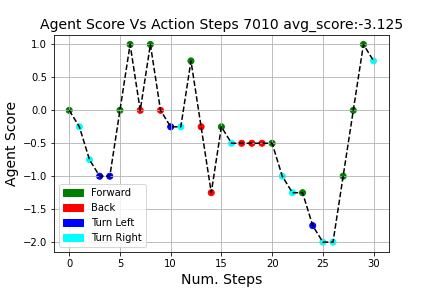 Agent Score Vs Action Steps 7010 avg_score:-3.125
1.0
0.5
0.0
−0.5
−1.0
−1.5
−2.0
Agent Score
Forward
Back
Turn Left
Turn Right
0 5 10 15 20 25 30
Num. Steps